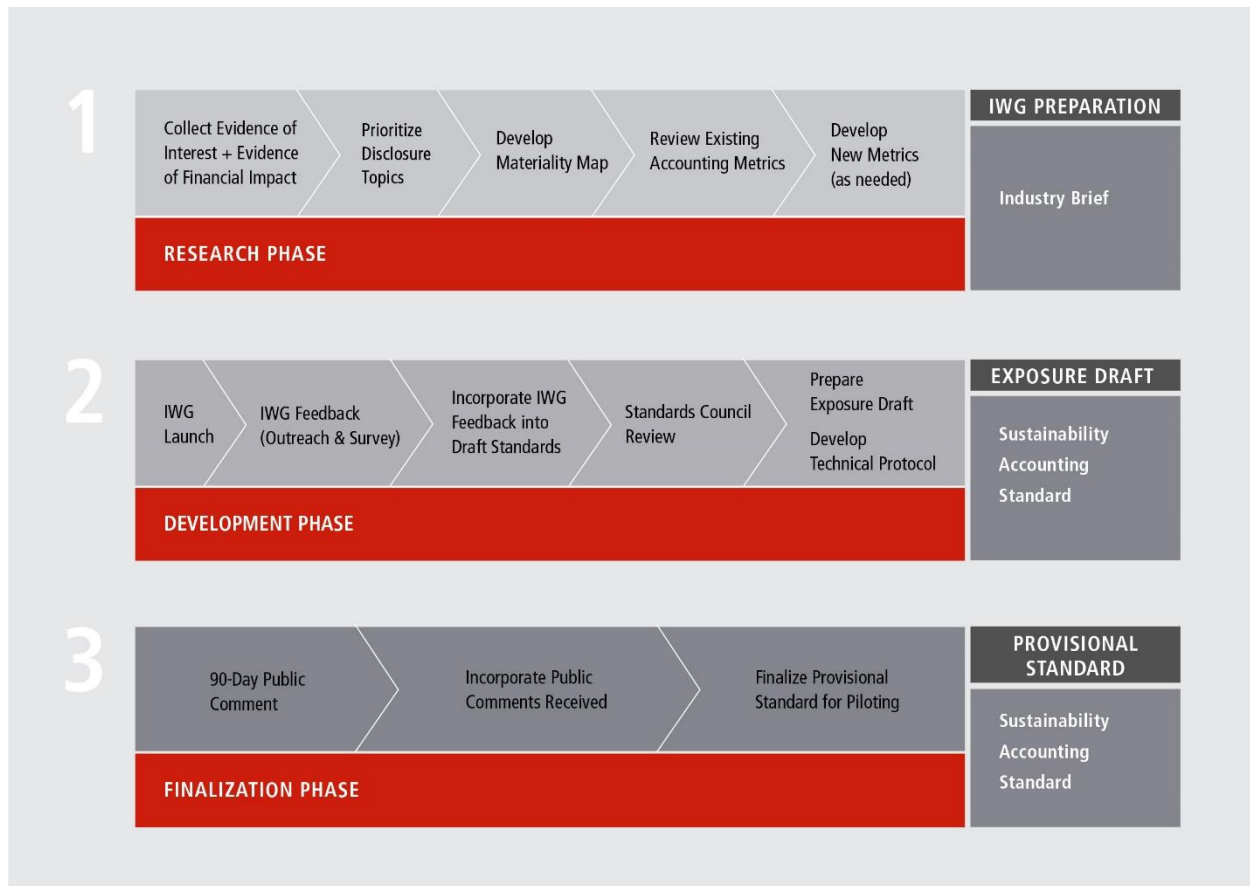 1
Collect Evidence of
Interest + Evidence
of Financial Impact
Prioritize
Disclosure
Topics
Develop
Materiality Map
Review Existing
Accounting Metrics
Develop
New Metrics
(as needed)
RESEARCH PHASE
IWG PREPARATION
Industry Brief
2
IWG
Launch
IWG Feedback
(Outreach & Survey)
Incorporate IWG
Feedback into
Draft Standards
Standards Council
Review
Prepare
Exposure Draft
Develop
Technical Protocol
DEVELOPMENT PHASE
EXPOSURE DRAFT
Sustainability
Accounting
Standard
3
90-Day Public
Comment
Incorporate Public
Comments Received
Finalize Provisional
Standard for Piloting
FINALIZATION PHASE
PROVISIONAL
STANDARD
Sustainability
Accounting
Standard